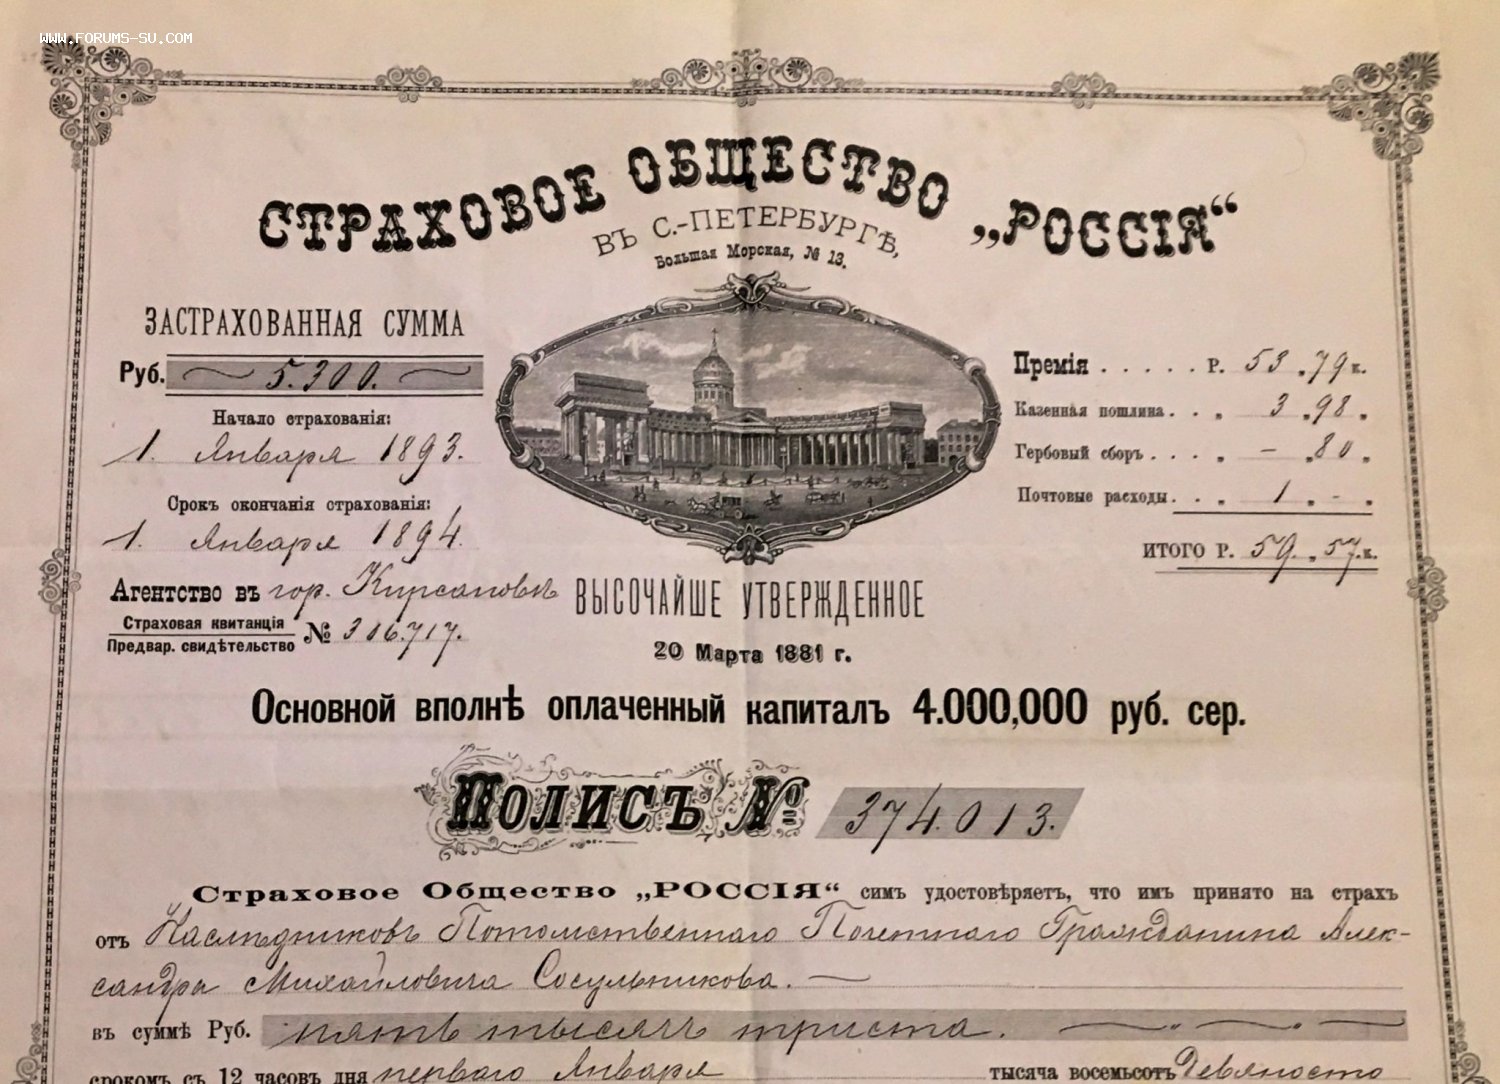 WWW.FORUMS-SU.COM
СТРАХОВОЕ ОБЩЕСТВО „РОССІЯ“
ВЪ С.-ПЕТЕРБУРГѢ,
Большая Морская, № 13.
ЗАСТРАХОВАННАЯ СУММА
Руб. 5.300.
Начало страхованія:
1. Января 1893.
Срокъ окончанія страхованія:
1. Января 1894.
Агентство въ гор. Кирсановѣ
Страховая квитанція
Предвар. свидѣтельство № 306.717.
Премія . . . . . Р. 53 „ 79 к.
Казенная пошлина . . „ 3 „ 98 „
Гербовый сборъ . . . „ – „ 80 „
Почтовые расходы . . „ 1 „ - „
ИТОГО Р. 59 „ 57 к.
ВЫСОЧАЙШЕ УТВЕРЖДЕННОЕ
20 Марта 1881 г.
Основной вполнѣ оплаченный капиталъ 4.000,000 руб. сер.
Полисъ № 374.013.
Страховое Общество „РОССІЯ“ симъ удостовѣряетъ, что имъ принято на страхъ
отъ Наслѣдниковъ Потомственнаго Почетнаго Гражданина Алек-
сандра Михайловича Сосульникова. —
въ суммѣ Руб. пять тысячъ триста.
срокомъ съ 12 часовъ дня перваго Января тысяча восемьсотъ Девяносто